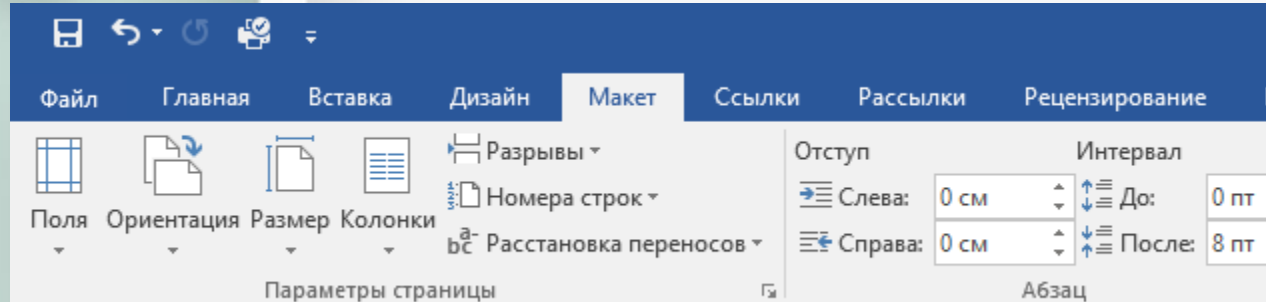 Файл Главная Вставка Дизайн Макет Ссылки Рассылки Рецензирование
Разрывы Отступ Интервал
Номера строк Слева: 0 см До: 0 пт
Поля Ориентация Размер Колонки
Расстановка переносов Справа: 0 см После: 8 пт
Параметры страницы Абзац